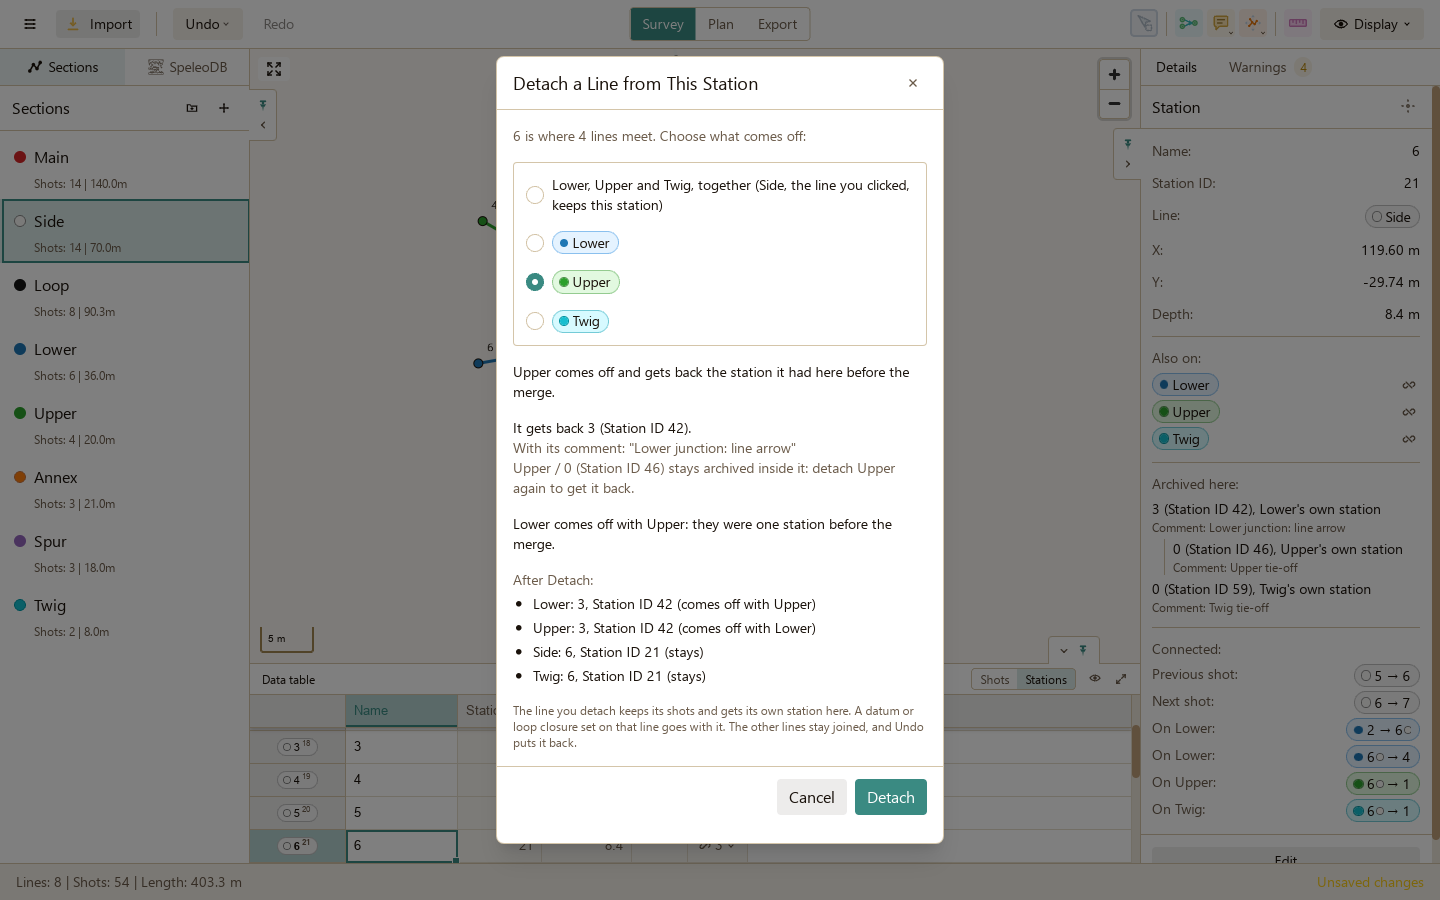 Import
Undo
Redo
Survey
Plan
Export
Display
Sections
SpeleoDB
Details
Warnings 4
Sections
Main
Shots: 14 | 140.0m
Side
Shots: 14 | 70.0m
Loop
Shots: 8 | 90.3m
Lower
Shots: 6 | 36.0m
Upper
Shots: 4 | 20.0m
Annex
Shots: 3 | 21.0m
Spur
Shots: 3 | 18.0m
Twig
Shots: 2 | 8.0m
4
6
5 m
Detach a Line from This Station
6 is where 4 lines meet. Choose what comes off:
Lower, Upper and Twig, together (Side, the line you clicked,
keeps this station)
Lower
Upper
Twig
Upper comes off and gets back the station it had here before the
merge.
It gets back 3 (Station ID 42).
With its comment: "Lower junction: line arrow"
Upper / 0 (Station ID 46) stays archived inside it: detach Upper
again to get it back.
Lower comes off with Upper: they were one station before the
merge.
After Detach:
Lower: 3, Station ID 42 (comes off with Upper)
Upper: 3, Station ID 42 (comes off with Lower)
Side: 6, Station ID 21 (stays)
Twig: 6, Station ID 21 (stays)
The line you detach keeps its shots and gets its own station here. A datum or
loop closure set on that line goes with it. The other lines stay joined, and Undo
puts it back.
Cancel
Detach
Data table
Shots
Stations
Name
3 18
3
4 19
4
5 20
5
6 21
6
21
8.4
3
Station
Name: 6
Station ID: 21
Line: Side
X: 119.60 m
Y: -29.74 m
Depth: 8.4 m
Also on:
Lower
Upper
Twig
Archived here:
3 (Station ID 42), Lower's own station
Comment: Lower junction: line arrow
0 (Station ID 46), Upper's own station
Comment: Upper tie-off
0 (Station ID 59), Twig's own station
Comment: Twig tie-off
Connected:
Previous shot: 5 → 6
Next shot: 6 → 7
On Lower: 2 → 6
On Lower: 6 → 4
On Upper: 6 → 1
On Twig: 6 → 1
Edit
Lines: 8 | Shots: 54 | Length: 403.3 m
Unsaved changes